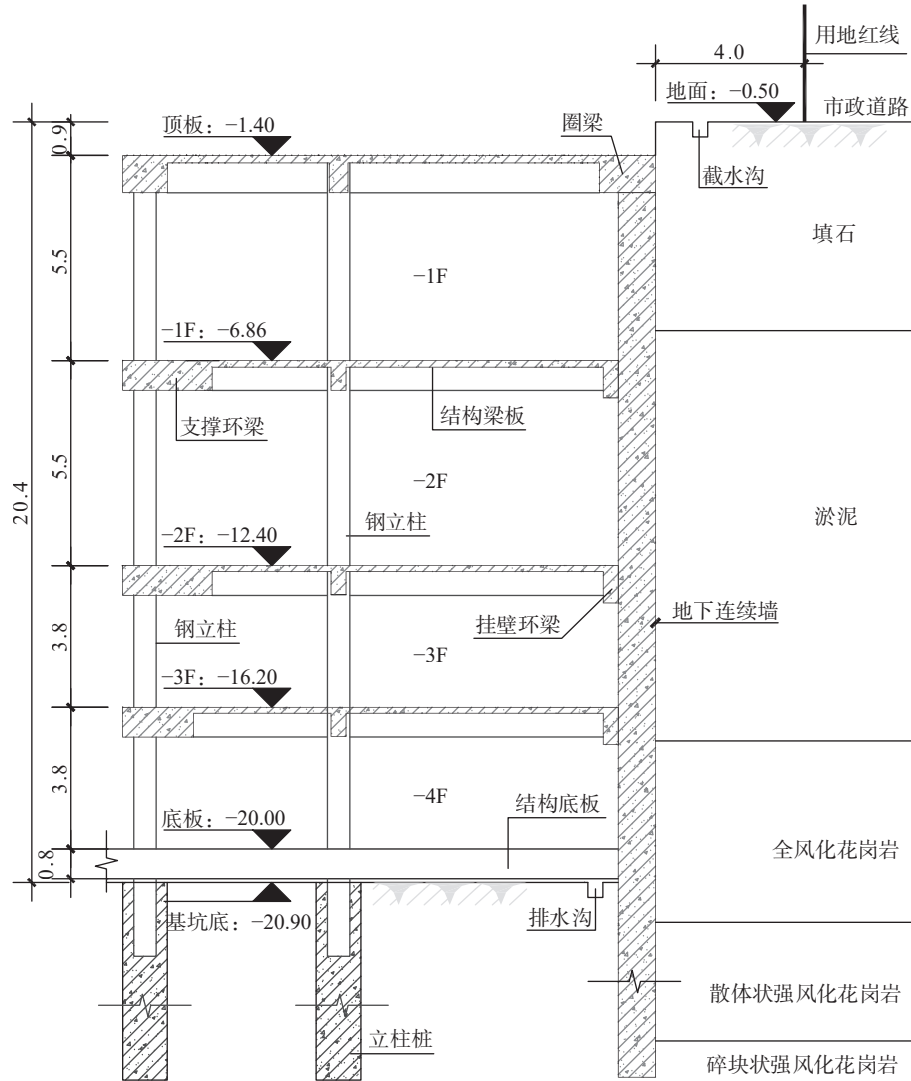 用地红线
4.0
地面：−0.50
市政道路
顶板：−1.40
圈梁
0.9
截水沟
填石
5.5
−1F
−1F：−6.86
支撑环梁
结构梁板
5.5
−2F
20.4
钢立柱
淤泥
−2F：−12.40
挂壁环梁
地下连续墙
钢立柱
3.8
−3F
−3F：−16.20
3.8
−4F
结构底板
底板：−20.00
全风化花岗岩
0.8
基坑底：−20.90
排水沟
散体状强风化花岗岩
立柱桩
碎块状强风化花岗岩